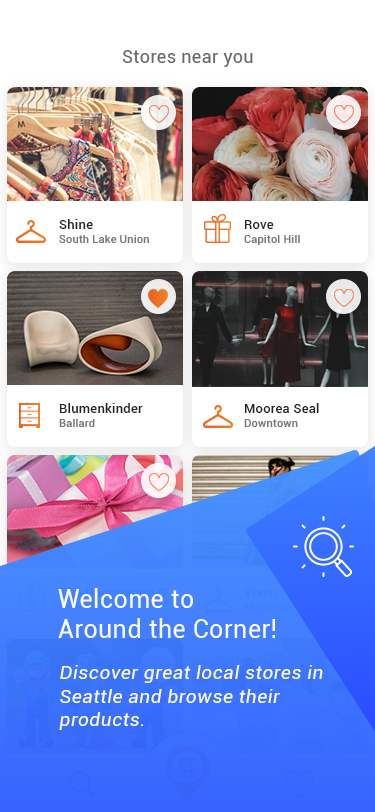 Stores near you
Shine
South Lake Union
Rove
Capitol Hill
Blumenkinder
Ballard
Moorea Seal
Downtown
Vixen
Welcome to
Around the Corner!
Discover great local stores in
Seattle and browse their
products.